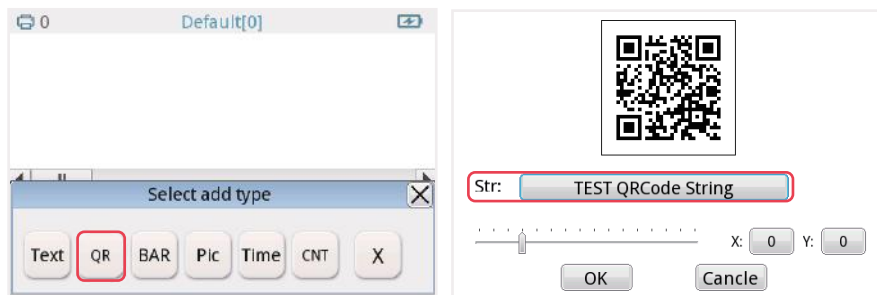 0 Default[0]
Select add type X
Text QR BAR Pic Time CNT X
Str: TEST QRCode String
X: 0 Y: 0
OK Cancle